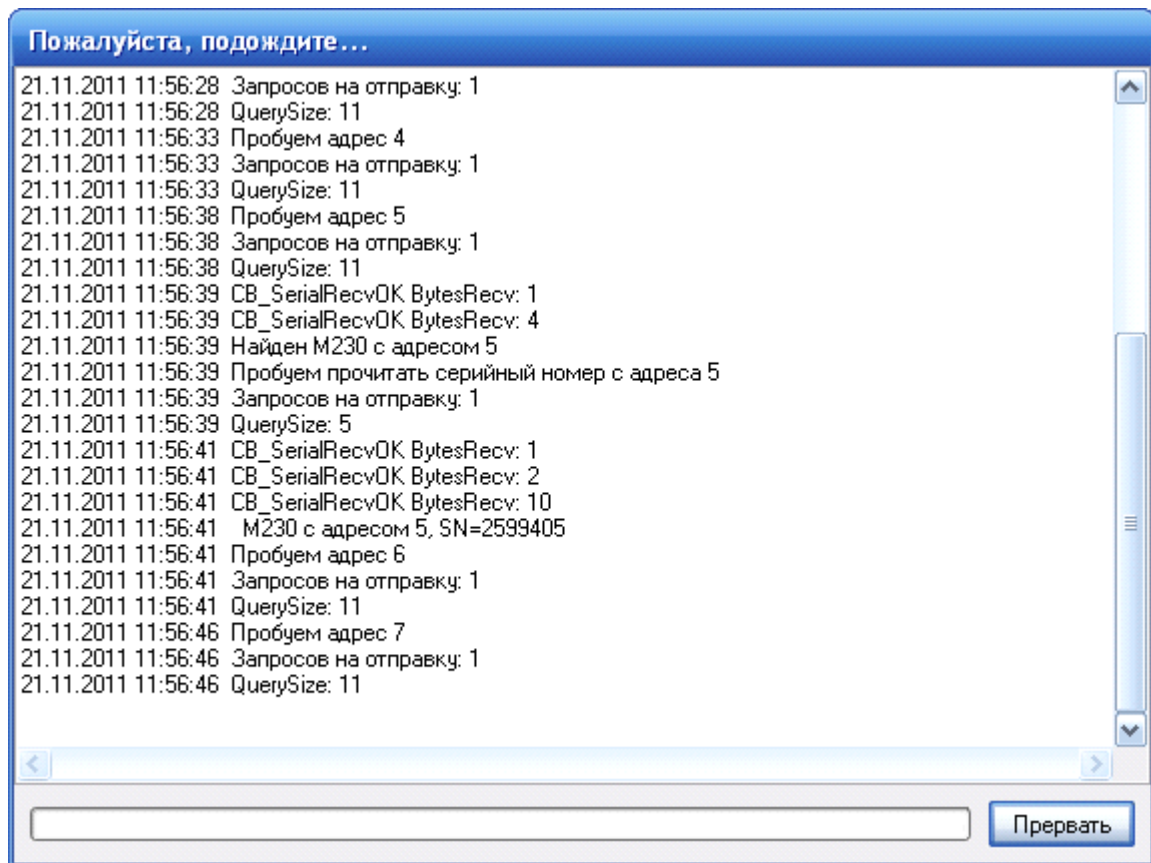 Пожалуйста, подождите...
21.11.2011 11:56:28 Запросов на отправку: 1
21.11.2011 11:56:28 QuerySize: 11
21.11.2011 11:56:33 Пробуем адрес 4
21.11.2011 11:56:33 Запросов на отправку: 1
21.11.2011 11:56:33 QuerySize: 11
21.11.2011 11:56:38 Пробуем адрес 5
21.11.2011 11:56:38 Запросов на отправку: 1
21.11.2011 11:56:38 QuerySize: 11
21.11.2011 11:56:39 CB_SerialRecvOK BytesRecv: 1
21.11.2011 11:56:39 CB_SerialRecvOK BytesRecv: 4
21.11.2011 11:56:39 Найден М230 с адресом 5
21.11.2011 11:56:39 Пробуем прочитать серийный номер с адреса 5
21.11.2011 11:56:39 Запросов на отправку: 1
21.11.2011 11:56:39 QuerySize: 5
21.11.2011 11:56:41 CB_SerialRecvOK BytesRecv: 1
21.11.2011 11:56:41 CB_SerialRecvOK BytesRecv: 2
21.11.2011 11:56:41 CB_SerialRecvOK BytesRecv: 10
21.11.2011 11:56:41 М230 с адресом 5, SN=2599405
21.11.2011 11:56:41 Пробуем адрес 6
21.11.2011 11:56:41 Запросов на отправку: 1
21.11.2011 11:56:41 QuerySize: 11
21.11.2011 11:56:46 Пробуем адрес 7
21.11.2011 11:56:46 Запросов на отправку: 1
21.11.2011 11:56:46 QuerySize: 11
Прервать